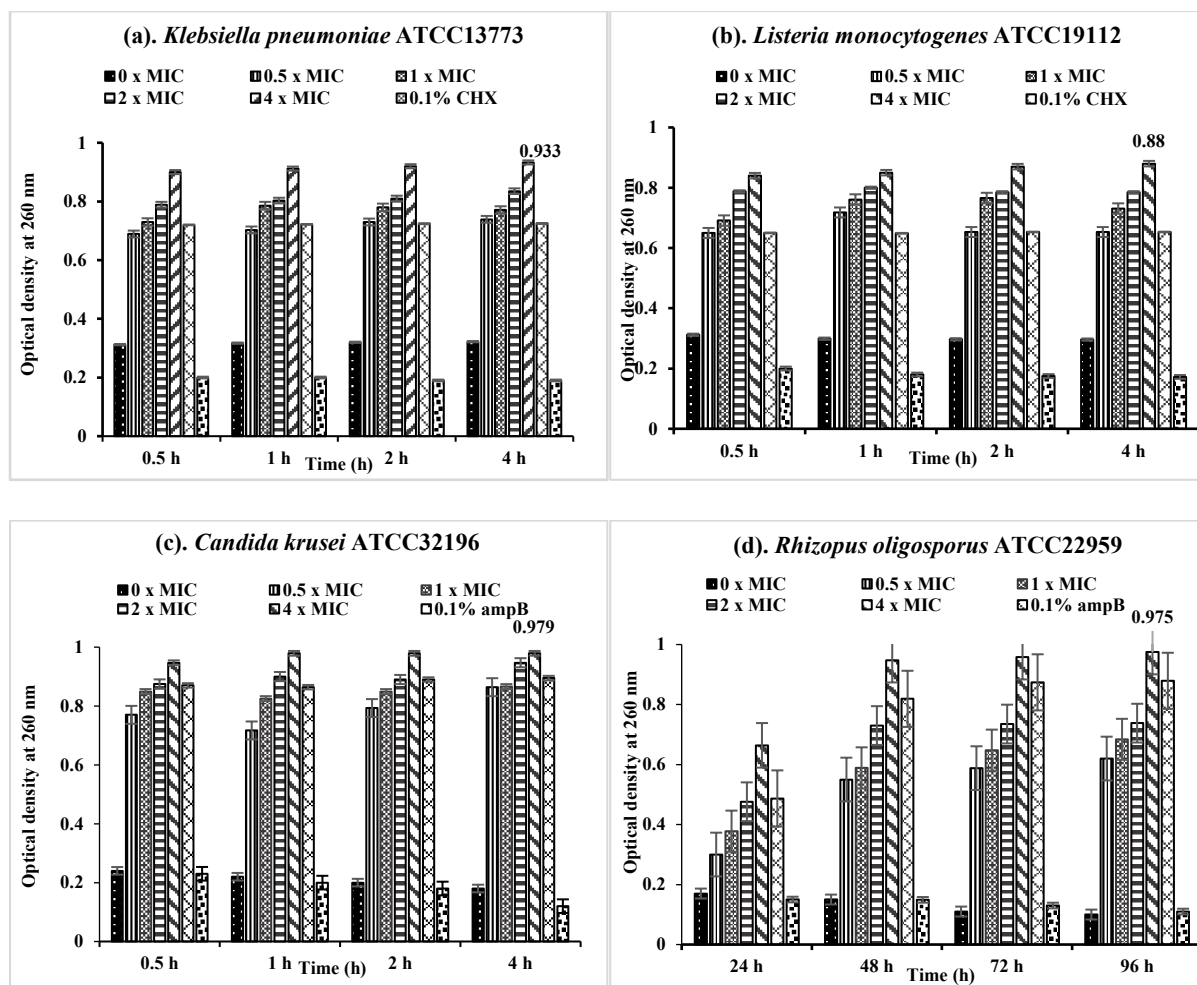 (a). Klebsiella pneumoniae ATCC13773
0 x MIC 0.5 x MIC 1 x MIC
2 x MIC 4 x MIC 0.1% CHX
Optical density at 260 nm
1
0.8
0.6
0.4
0.2
0
0.933
0.5 h 1 h 2 h 4 h
Time (h)
(b). Listeria monocytogenes ATCC19112
0 x MIC 0.5 x MIC 1 x MIC
2 x MIC 4 x MIC 0.1% CHX
Optical density at 260 nm
1
0.8
0.6
0.4
0.2
0
0.88
0.5 h 1 h 2 h 4 h
Time (h)
(c). Candida krusei ATCC32196
0 x MIC 0.5 x MIC 1 x MIC
2 x MIC 4 x MIC 0.1% ampB
Optical density at 260 nm
1
0.8
0.6
0.4
0.2
0
0.979
0.5 h 1 h 2 h 4 h
Time (h)
(d). Rhizopus oligosporus ATCC22959
0 x MIC 0.5 x MIC 1 x MIC
2 x MIC 4 x MIC 0.1% ampB
Optical density at 260 nm
1
0.8
0.6
0.4
0.2
0
0.975
24 h 48 h 72 h 96 h
Time (h)